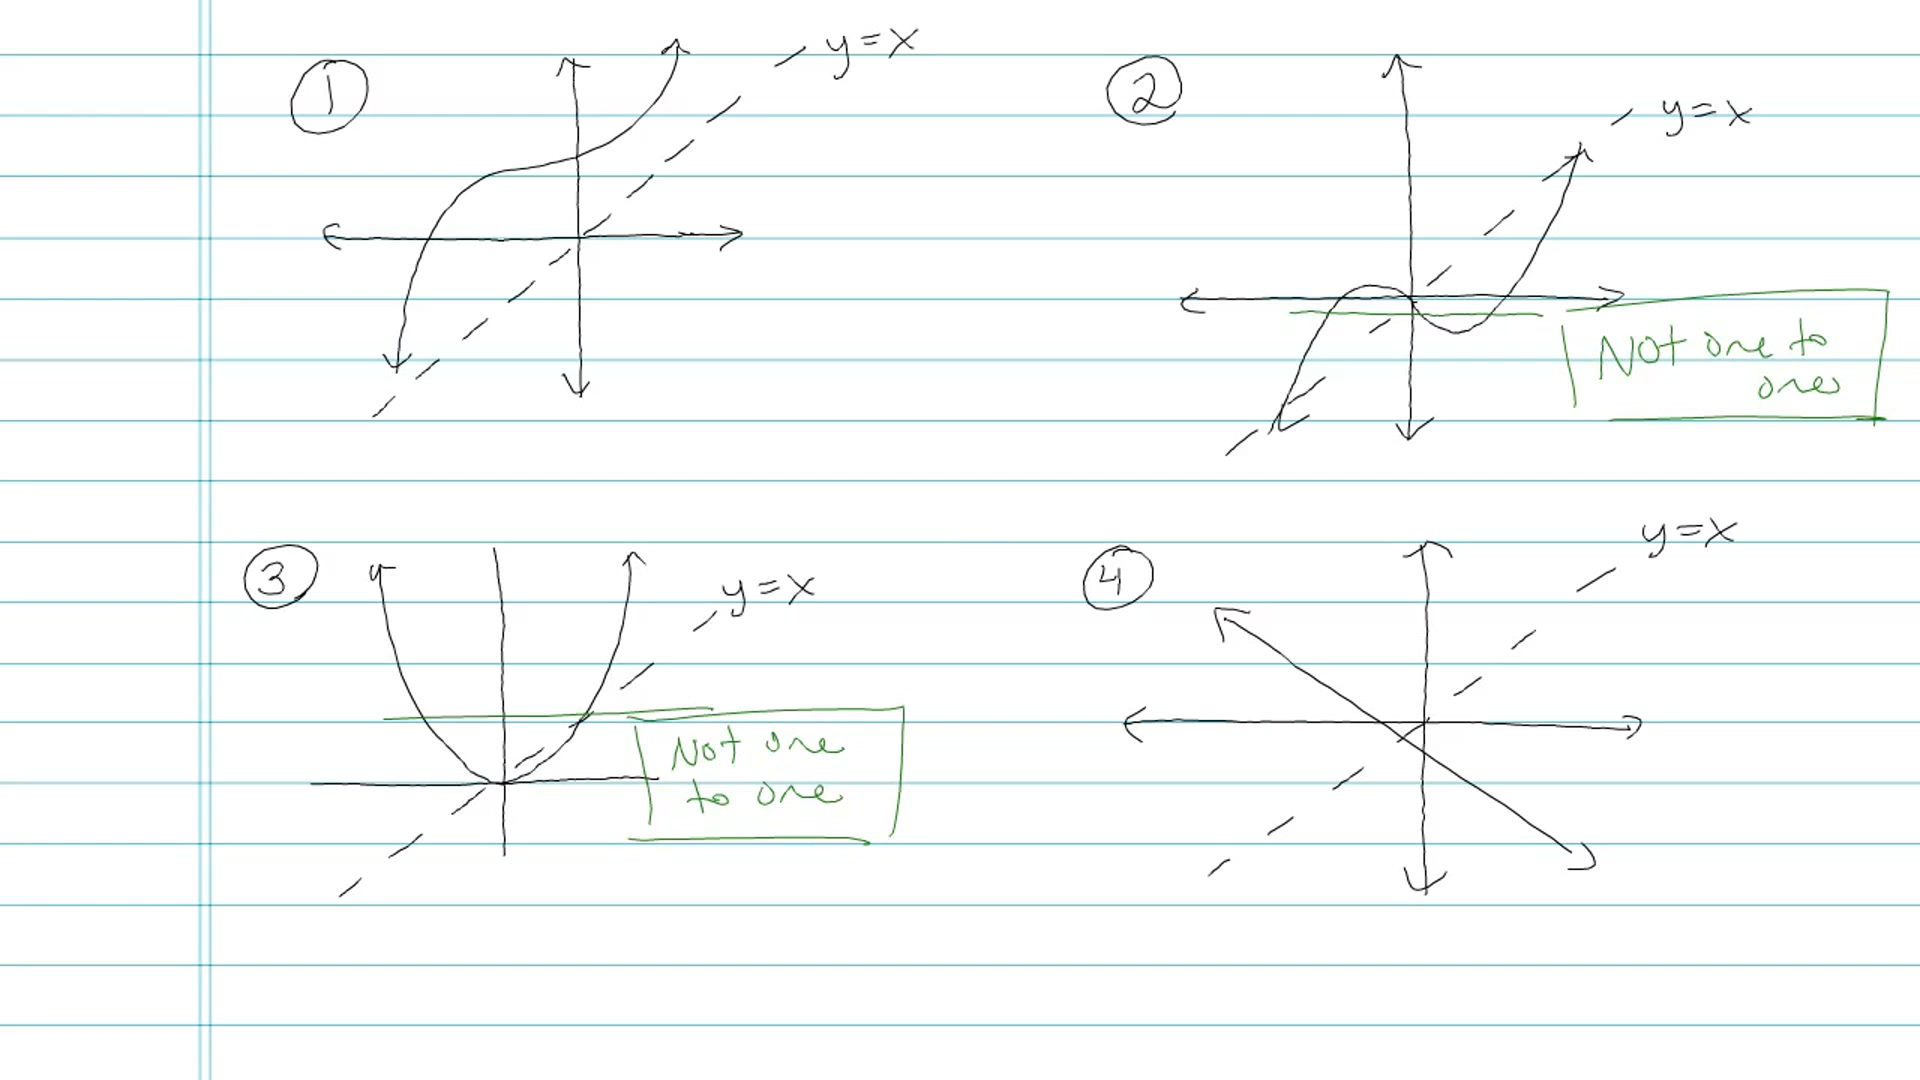 ① y=x
② y=x
Not one to
one
③ y=x
Not one
to one
④ y=x